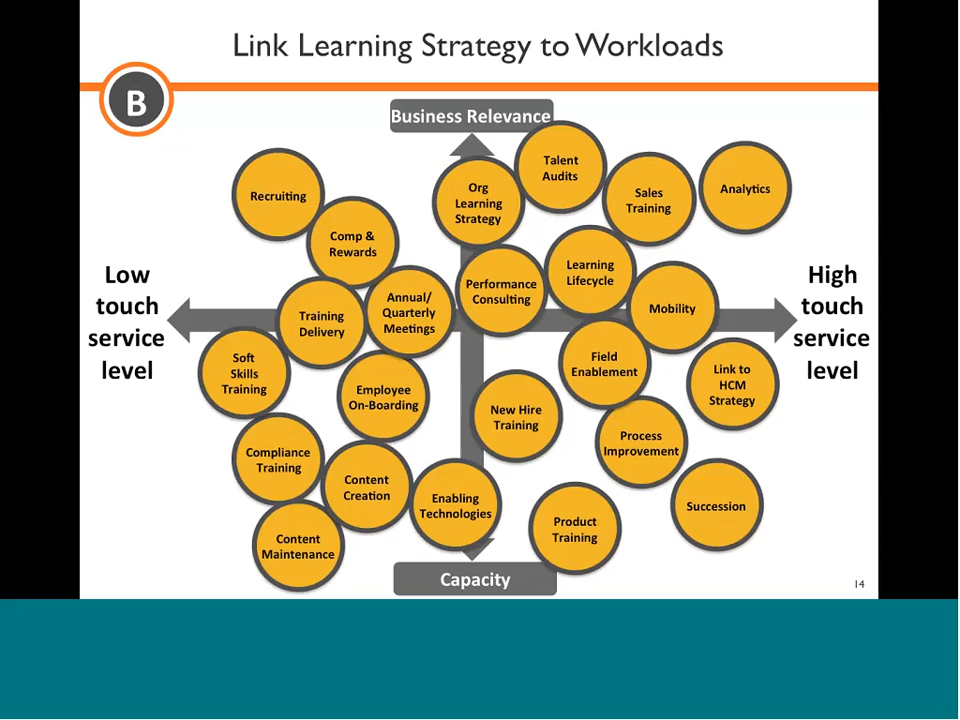 Link Learning Strategy to Workloads
B
Business Relevance
Talent
Audits
Recruiting
Org
Learning
Strategy
Sales
Training
Analytics
Comp &
Rewards
Low
touch
service
level
Training
Delivery
Annual/
Quarterly
Meetings
Performance
Consulting
Learning
Lifecycle
Mobility
High
touch
service
level
Soft
Skills
Training
Employee
On-Boarding
New Hire
Training
Field
Enablement
Link to
HCM
Strategy
Compliance
Training
Content
Creation
Enabling
Technologies
Process
Improvement
Succession
Content
Maintenance
Product
Training
Capacity
14